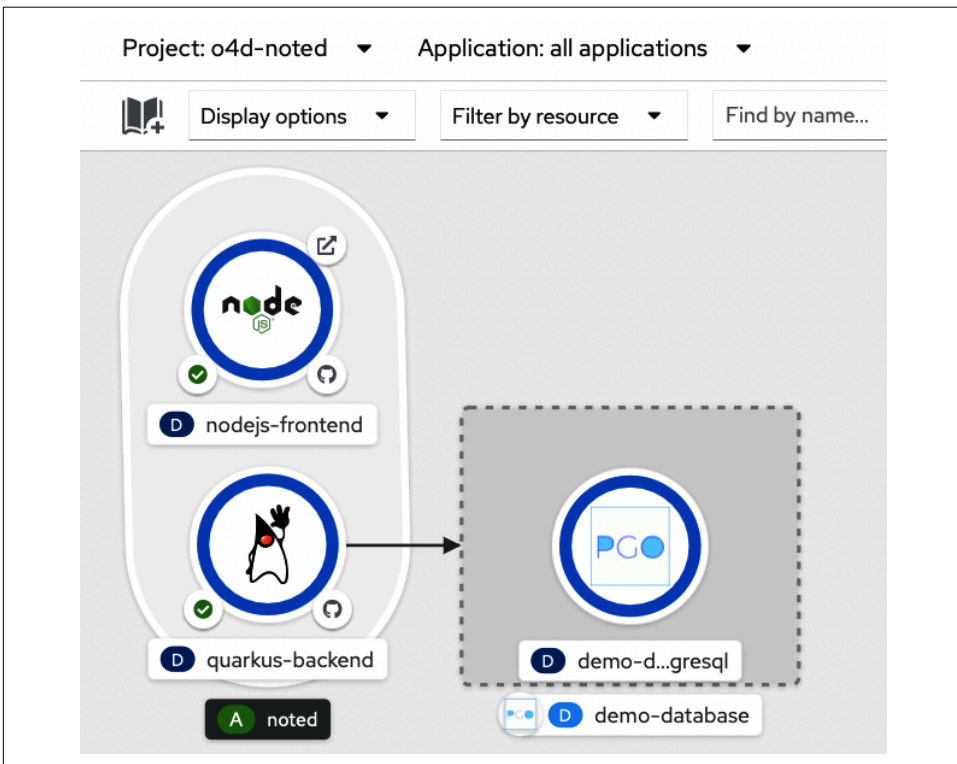 Project: o4d-noted Application: all applications
Display options Filter by resource Find by name...
node
JS
D nodejs-frontend
PGO
D quarkus-backend
D demo-d...gresql
A noted
PGO D demo-database